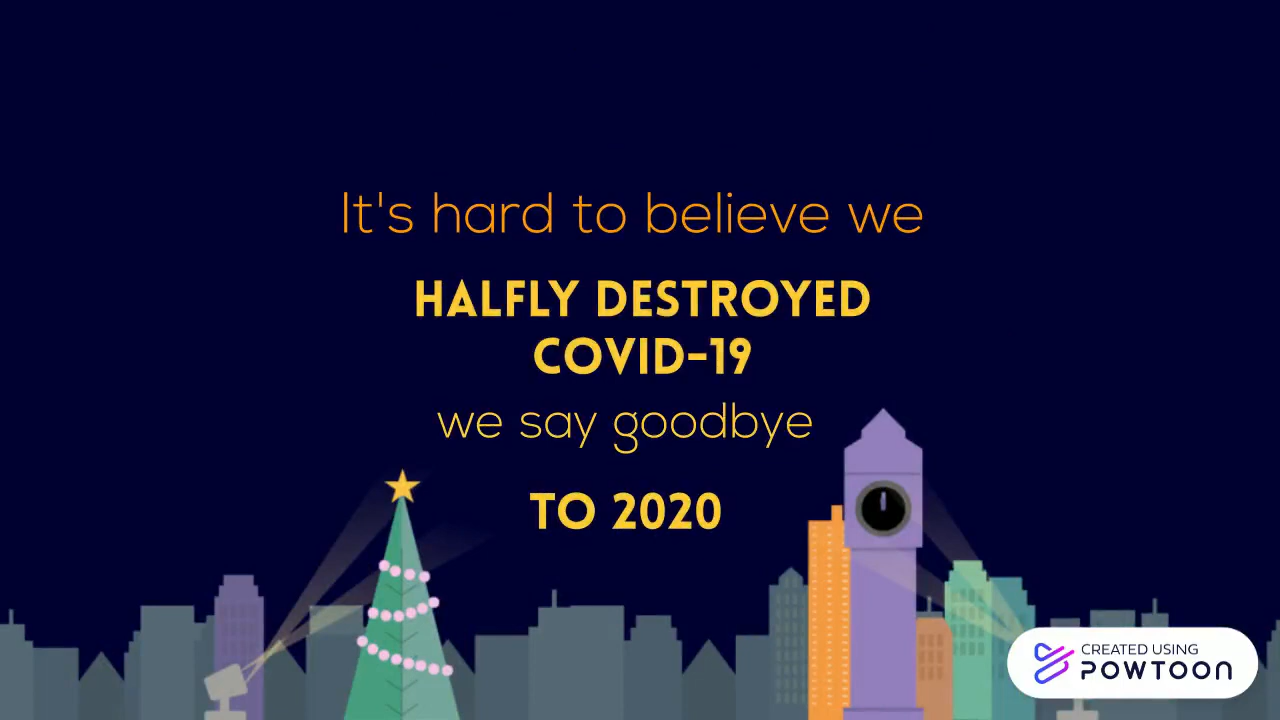 It's hard to believe we
HALFLY DESTROYED
COVID-19
we say goodbye
TO 2020
CREATED USING
POWTOON